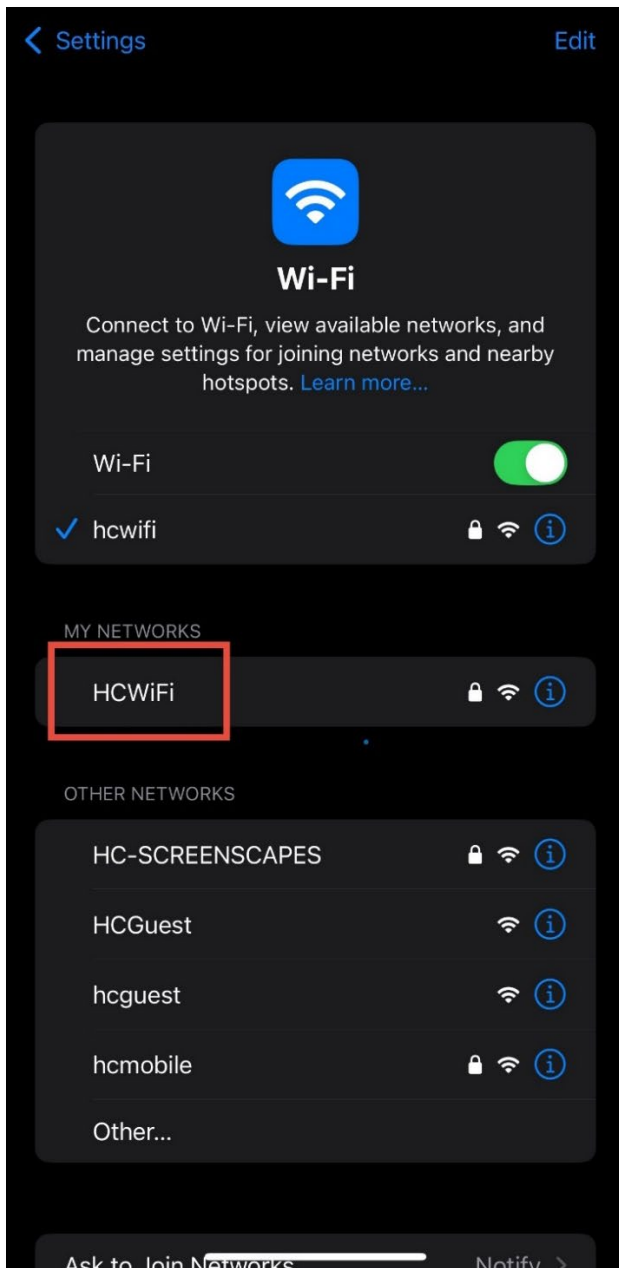 Settings
Edit
Wi-Fi
Connect to Wi-Fi, view available networks, and
manage settings for joining networks and nearby
hotspots. Learn more...
Wi-Fi
hcwifi
MY NETWORKS
HCWiFi
OTHER NETWORKS
HC-SCREENSCAPES
HCGuest
hcguest
hcmobile
Other...
Ask to Join Networks
Notify